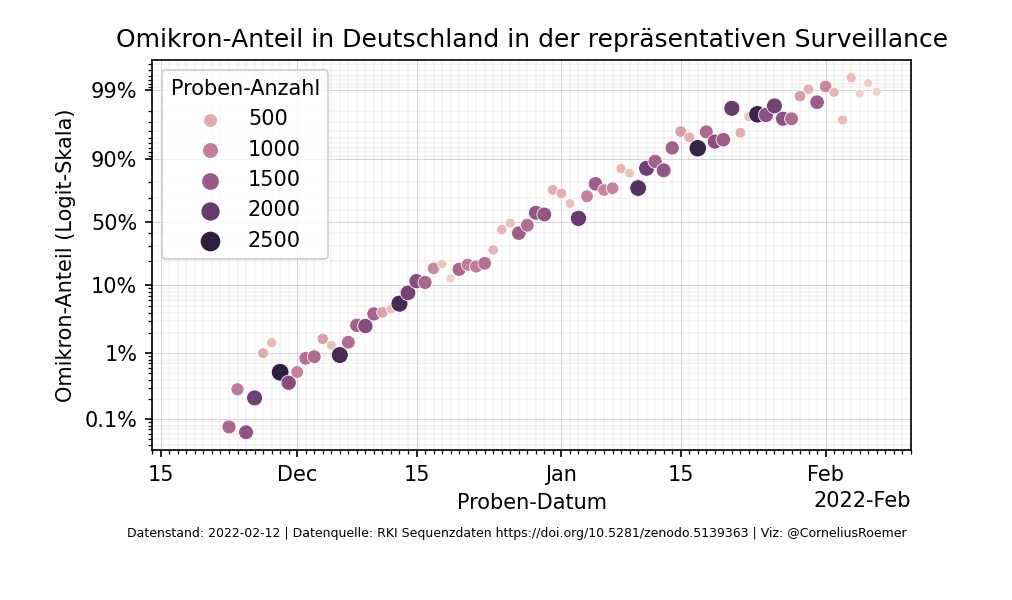 Omikron-Anteil in Deutschland in der repräsentativen Surveillance
Omikron-Anteil (Logit-Skala)
99%
90%
50%
10%
1%
0.1%
Proben-Anzahl
500
1000
1500
2000
2500
15 Dec 15 Jan 15 Feb
Proben-Datum
2022-Feb
Datenstand: 2022-02-12 | Datenquelle: RKI Sequenzdaten https://doi.org/10.5281/zenodo.5139363 | Viz: @CorneliusRoemer